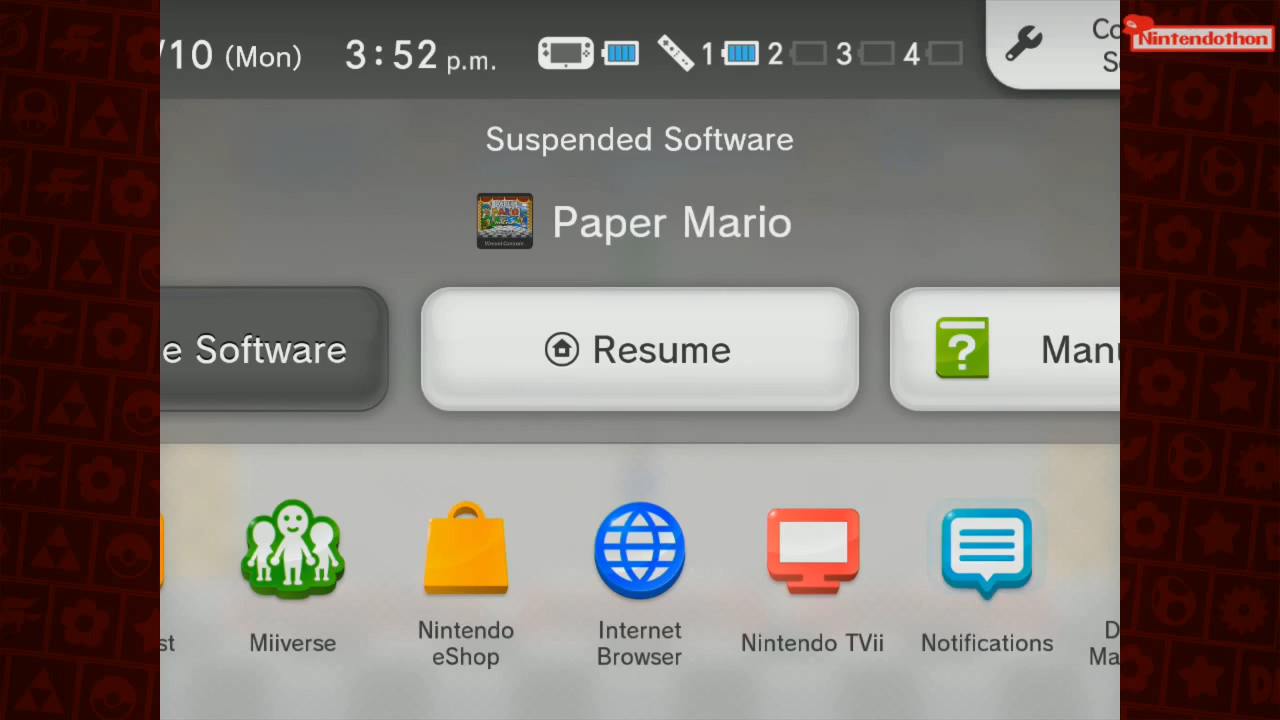 /10 (Mon) 3:52 p.m. 1 2 3 4
Co
S
Nintendothon
Suspended Software
Paper Mario
e Software
Resume
? Manu
st
Miiverse
Nintendo
eShop
Internet
Browser
Nintendo TVii
Notifications
D
Ma